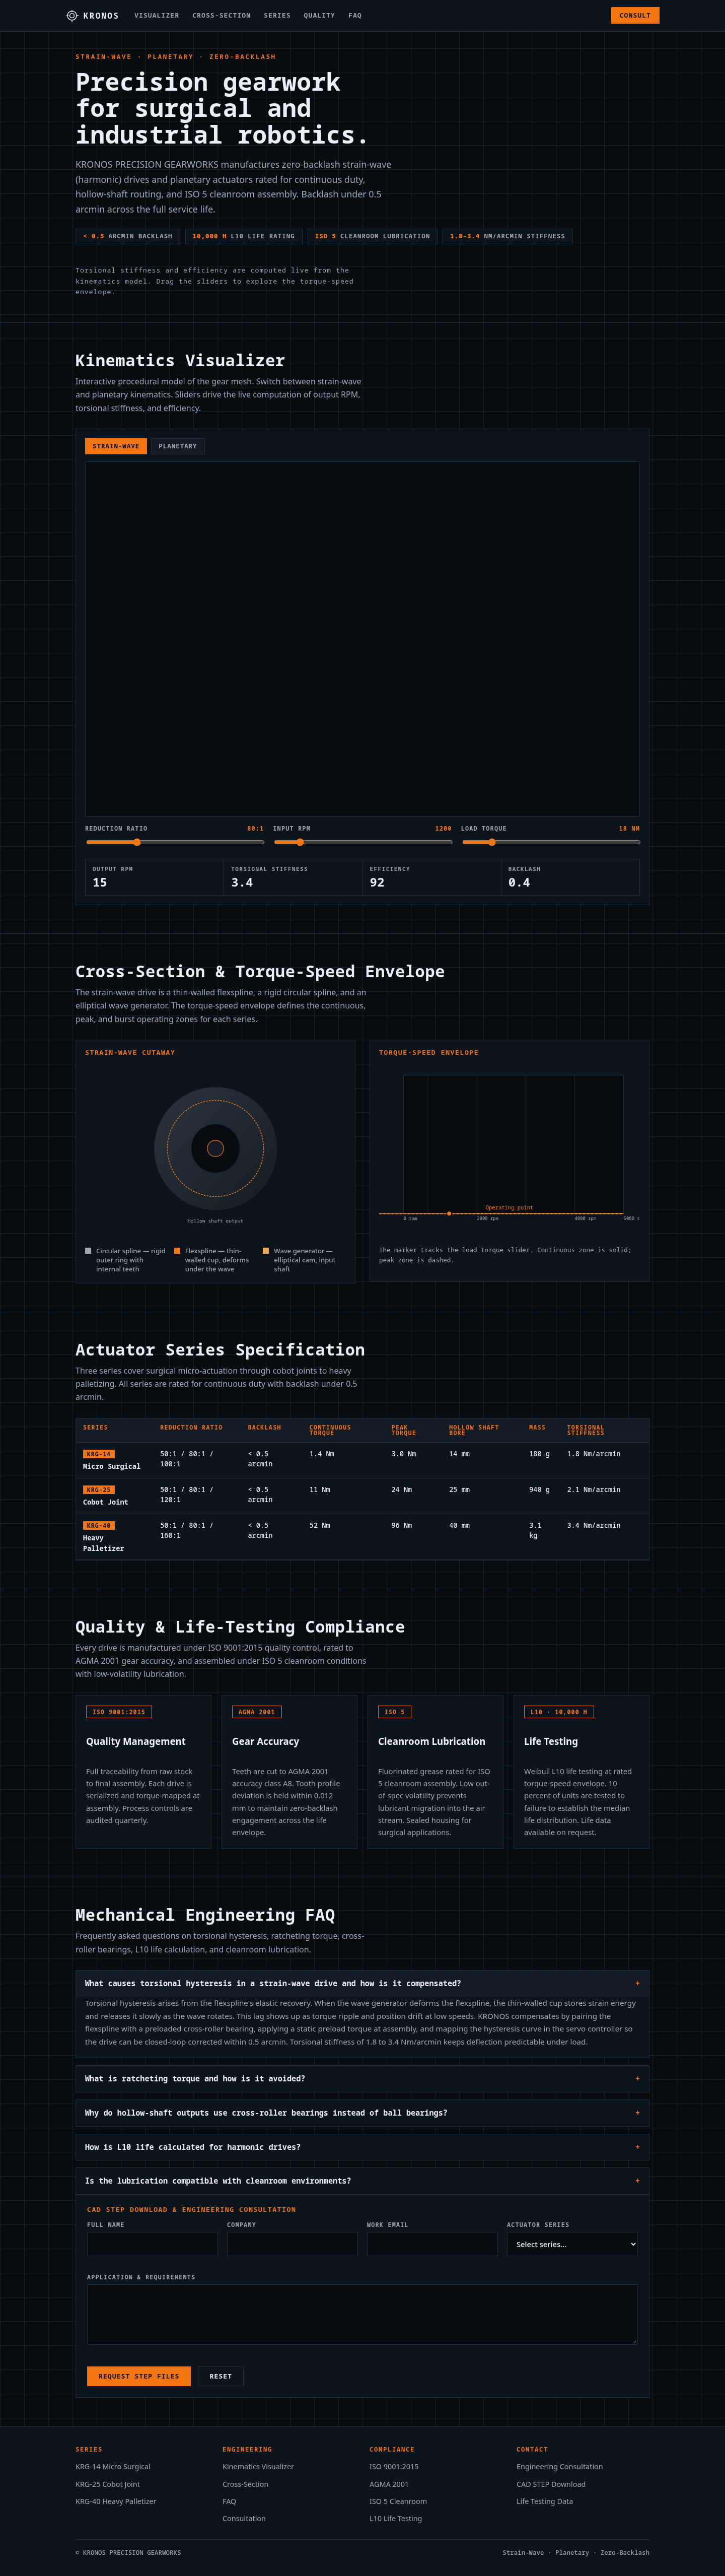 KRONOS
VISUALIZER
CROSS-SECTION
SERIES
QUALITY
FAQ
CONSULT
STRAIN-WAVE · PLANETARY · ZERO-BACKLASH
Precision gearwork
for surgical and
industrial robotics.
KRONOS PRECISION GEARWORKS manufactures zero-backlash strain-wave
(harmonic) drives and planetary actuators rated for continuous duty,
hollow-shaft routing, and ISO 5 cleanroom assembly. Backlash under 0.5
arcmin across the full service life.
< 0.5 ARCMIN BACKLASH
10,000 H L10 LIFE RATING
ISO 5 CLEANROOM LUBRICATION
1.8–3.4 NM/ARCMIN STIFFNESS
Torsional stiffness and efficiency are computed live from the
kinematics model. Drag the sliders to explore the torque-speed
envelope.
Kinematics Visualizer
Interactive procedural model of the gear mesh. Switch between strain-wave
and planetary kinematics. Sliders drive the live computation of output RPM,
torsional stiffness, and efficiency.
STRAIN-WAVE
PLANETARY
REDUCTION RATIO
80:1
INPUT RPM
1200
LOAD TORQUE
18 NM
OUTPUT RPM
15
TORSIONAL STIFFNESS
3.4
EFFICIENCY
92
BACKLASH
0.4
Cross-Section & Torque-Speed Envelope
The strain-wave drive is a thin-walled flexspline, a rigid circular spline, and an
elliptical wave generator. The torque-speed envelope defines the continuous,
peak, and burst operating zones for each series.
STRAIN-WAVE CUTAWAY
Hollow shaft output
Circular spline — rigid
outer ring with
internal teeth
Flexspline — thin-
walled cup, deforms
under the wave
Wave generator —
elliptical cam, input
shaft
TORQUE-SPEED ENVELOPE
Operating point
0 rpm
2000 rpm
4000 rpm
6000 r
The marker tracks the load torque slider. Continuous zone is solid;
peak zone is dashed.
Actuator Series Specification
Three series cover surgical micro-actuation through cobot joints to heavy
palletizing. All series are rated for continuous duty with backlash under 0.5
arcmin.
SERIES
REDUCTION RATIO
BACKLASH
CONTINUOUS
TORQUE
PEAK
TORQUE
HOLLOW SHAFT
BORE
MASS
TORSIONAL
STIFFNESS
KRG-14
Micro Surgical
50:1 / 80:1 /
100:1
< 0.5
arcmin
1.4 Nm
3.0 Nm
14 mm
180 g
1.8 Nm/arcmin
KRG-25
Cobot Joint
50:1 / 80:1 /
120:1
< 0.5
arcmin
11 Nm
24 Nm
25 mm
940 g
2.1 Nm/arcmin
KRG-40
Heavy
Palletizer
50:1 / 80:1 /
160:1
< 0.5
arcmin
52 Nm
96 Nm
40 mm
3.1
kg
3.4 Nm/arcmin
Quality & Life-Testing Compliance
Every drive is manufactured under ISO 9001:2015 quality control, rated to
AGMA 2001 gear accuracy, and assembled under ISO 5 cleanroom conditions
with low-volatility lubrication.
ISO 9001:2015
Quality Management
Full traceability from raw stock
to final assembly. Each drive is
serialized and torque-mapped at
assembly. Process controls are
audited quarterly.
AGMA 2001
Gear Accuracy
Teeth are cut to AGMA 2001
accuracy class A8. Tooth profile
deviation is held within 0.012
mm to maintain zero-backlash
engagement across the life
envelope.
ISO 5
Cleanroom Lubrication
Fluorinated grease rated for ISO
5 cleanroom assembly. Low out-
of-spec volatility prevents
lubricant migration into the air
stream. Sealed housing for
surgical applications.
L10 · 10,000 H
Life Testing
Weibull L10 life testing at rated
torque-speed envelope. 10
percent of units are tested to
failure to establish the median
life distribution. Life data
available on request.
Mechanical Engineering FAQ
Frequently asked questions on torsional hysteresis, ratcheting torque, cross-
roller bearings, L10 life calculation, and cleanroom lubrication.
What causes torsional hysteresis in a strain-wave drive and how is it compensated?
+
Torsional hysteresis arises from the flexspline's elastic recovery. When the wave generator deforms the flexspline, the thin-walled cup stores strain energy
and releases it slowly as the wave rotates. This lag shows up as torque ripple and position drift at low speeds. KRONOS compensates by pairing the
flexspline with a preloaded cross-roller bearing, applying a static preload torque at assembly, and mapping the hysteresis curve in the servo controller so
the drive can be closed-loop corrected within 0.5 arcmin. Torsional stiffness of 1.8 to 3.4 Nm/arcmin keeps deflection predictable under load.
What is ratcheting torque and how is it avoided?
+
Why do hollow-shaft outputs use cross-roller bearings instead of ball bearings?
+
How is L10 life calculated for harmonic drives?
+
Is the lubrication compatible with cleanroom environments?
+
CAD STEP DOWNLOAD & ENGINEERING CONSULTATION
FULL NAME
COMPANY
WORK EMAIL
ACTUATOR SERIES
Select series...
APPLICATION & REQUIREMENTS
REQUEST STEP FILES
RESET
SERIES
KRG-14 Micro Surgical
KRG-25 Cobot Joint
KRG-40 Heavy Palletizer
ENGINEERING
Kinematics Visualizer
Cross-Section
FAQ
Consultation
COMPLIANCE
ISO 9001:2015
AGMA 2001
ISO 5 Cleanroom
L10 Life Testing
CONTACT
Engineering Consultation
CAD STEP Download
Life Testing Data
© KRONOS PRECISION GEARWORKS
Strain-Wave · Planetary · Zero-Backlash